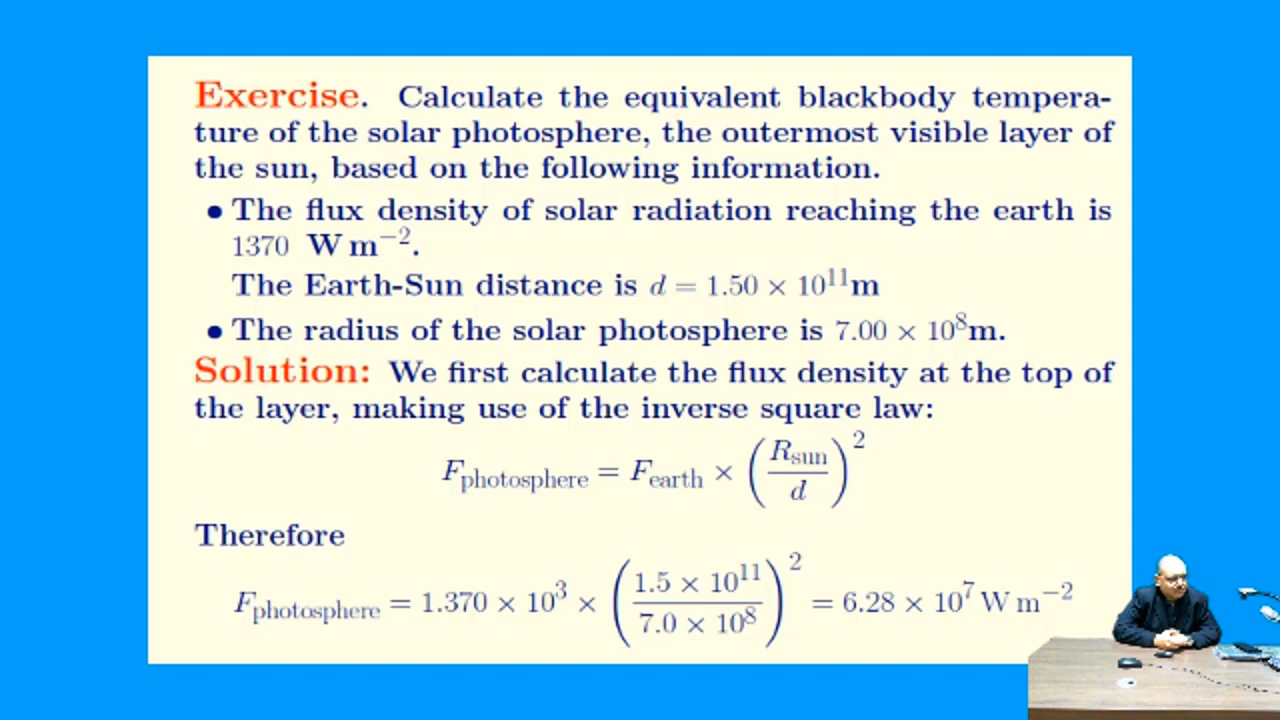 Exercise. Calculate the equivalent blackbody tempera-
ture of the solar photosphere, the outermost visible layer of
the sun, based on the following information.
• The flux density of solar radiation reaching the earth is
1370 W m⁻².
The Earth-Sun distance is d = 1.50 × 10¹¹m
• The radius of the solar photosphere is 7.00 × 10⁸m.
Solution: We first calculate the flux density at the top of
the layer, making use of the inverse square law:
F_photosphere = F_earth × (R_sun / d)²
Therefore
F_photosphere = 1.370 × 10³ × (1.5 × 10¹¹ / 7.0 × 10⁸)² = 6.28 × 10⁷ W m⁻²